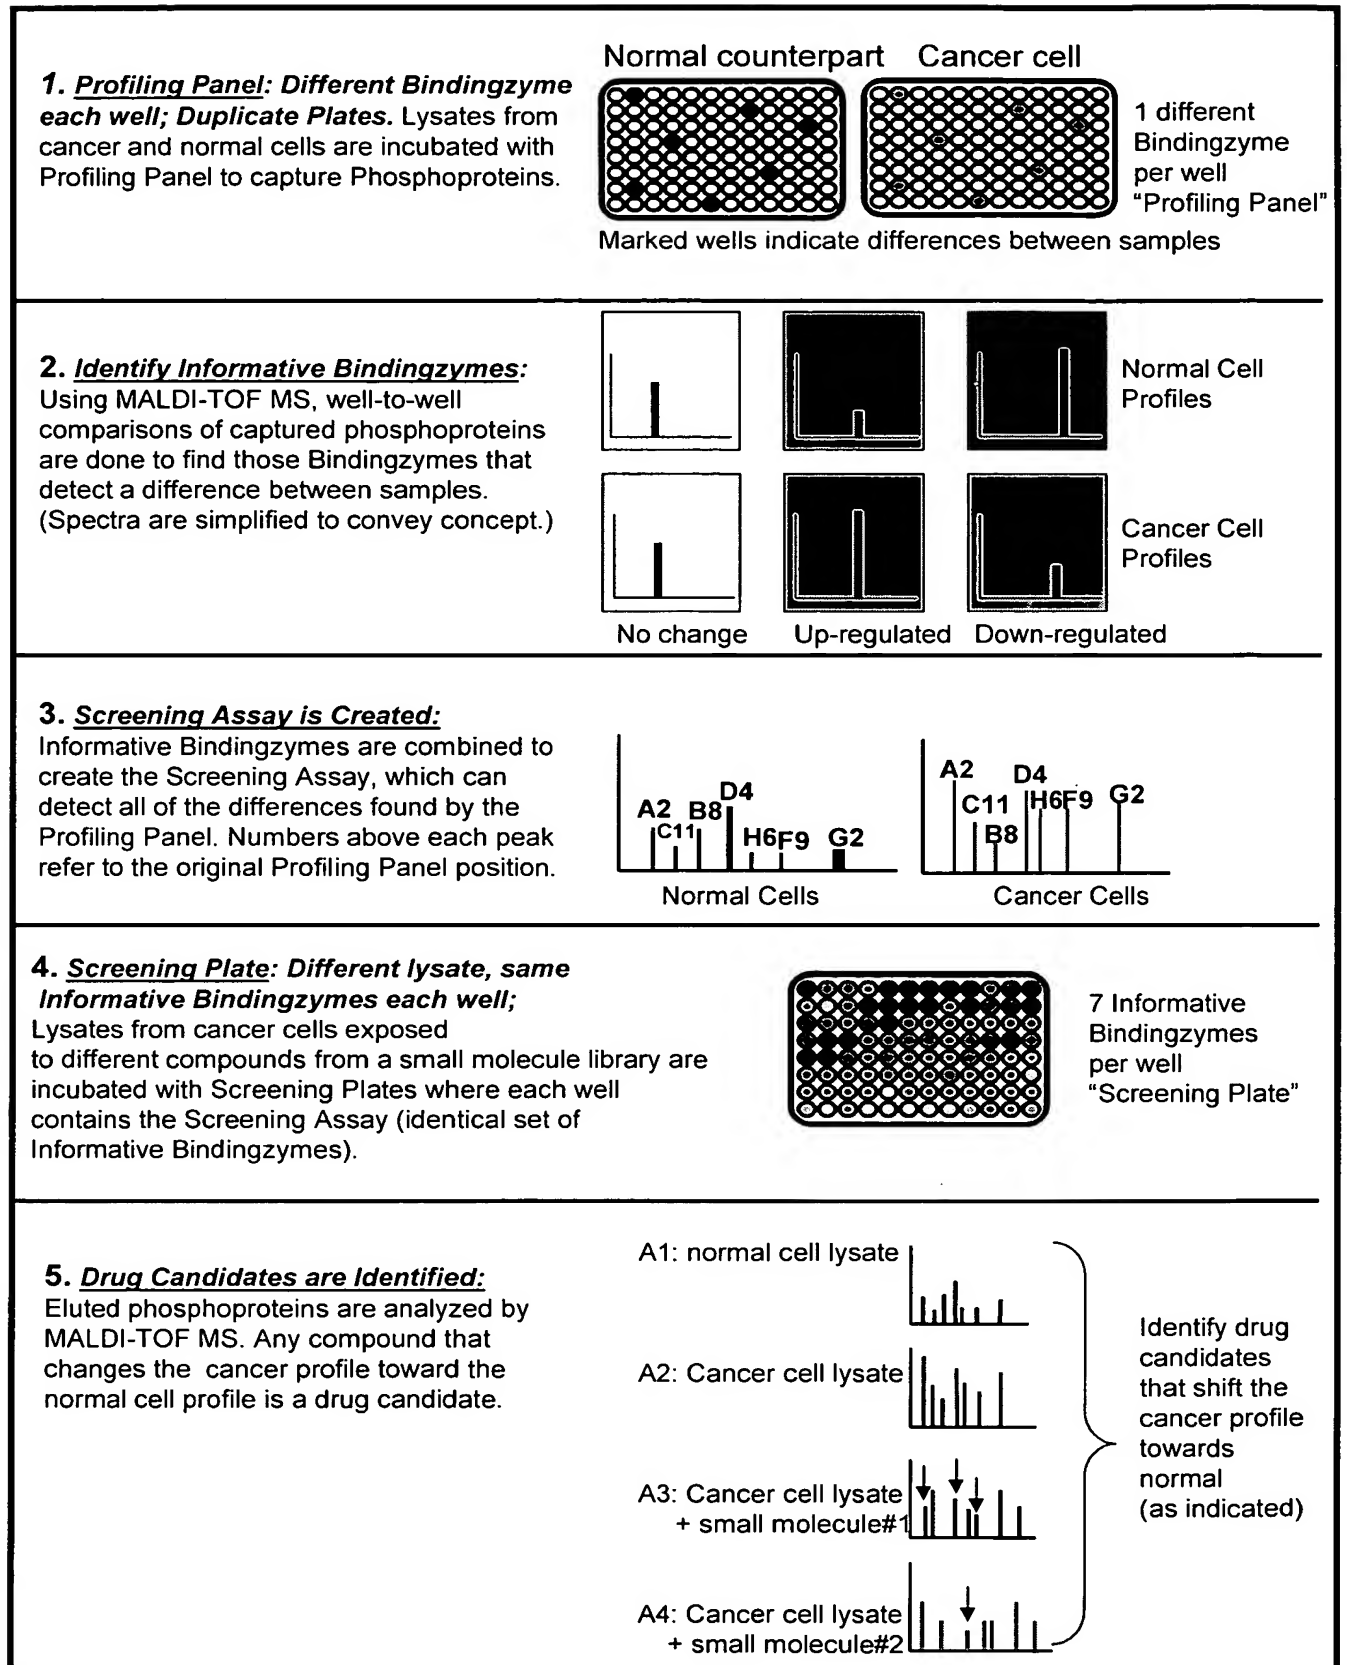 1. Profiling Panel: Different Bindingzyme
each well; Duplicate Plates. Lysates from
cancer and normal cells are incubated with
Profiling Panel to capture Phosphoproteins.
Normal counterpart
Cancer cell
1 different
Bindingzyme
per well
“Profiling Panel”
Marked wells indicate differences between samples
2. Identify Informative Bindingzymes:
Using MALDI-TOF MS, well-to-well
comparisons of captured phosphoproteins
are done to find those Bindingzymes that
detect a difference between samples.
(Spectra are simplified to convey concept.)
Normal Cell
Profiles
Cancer Cell
Profiles
No change
Up-regulated
Down-regulated
3. Screening Assay is Created:
Informative Bindingzymes are combined to
create the Screening Assay, which can
detect all of the differences found by the
Profiling Panel. Numbers above each peak
refer to the original Profiling Panel position.
A2 C11 B8 D4 H6 F9 G2
Normal Cells
A2 C11 B8 D4 H6 F9 G2
Cancer Cells
4. Screening Plate: Different lysate, same
Informative Bindingzymes each well;
Lysates from cancer cells exposed
to different compounds from a small molecule library are
incubated with Screening Plates where each well
contains the Screening Assay (identical set of
Informative Bindingzymes).
7 Informative
Bindingzymes
per well
“Screening Plate”
5. Drug Candidates are Identified:
Eluted phosphoproteins are analyzed by
MALDI-TOF MS. Any compound that
changes the cancer profile toward the
normal cell profile is a drug candidate.
A1: normal cell lysate
A2: Cancer cell lysate
A3: Cancer cell lysate
+ small molecule#1
A4: Cancer cell lysate
+ small molecule#2
Identify drug
candidates
that shift the
cancer profile
towards
normal
(as indicated)